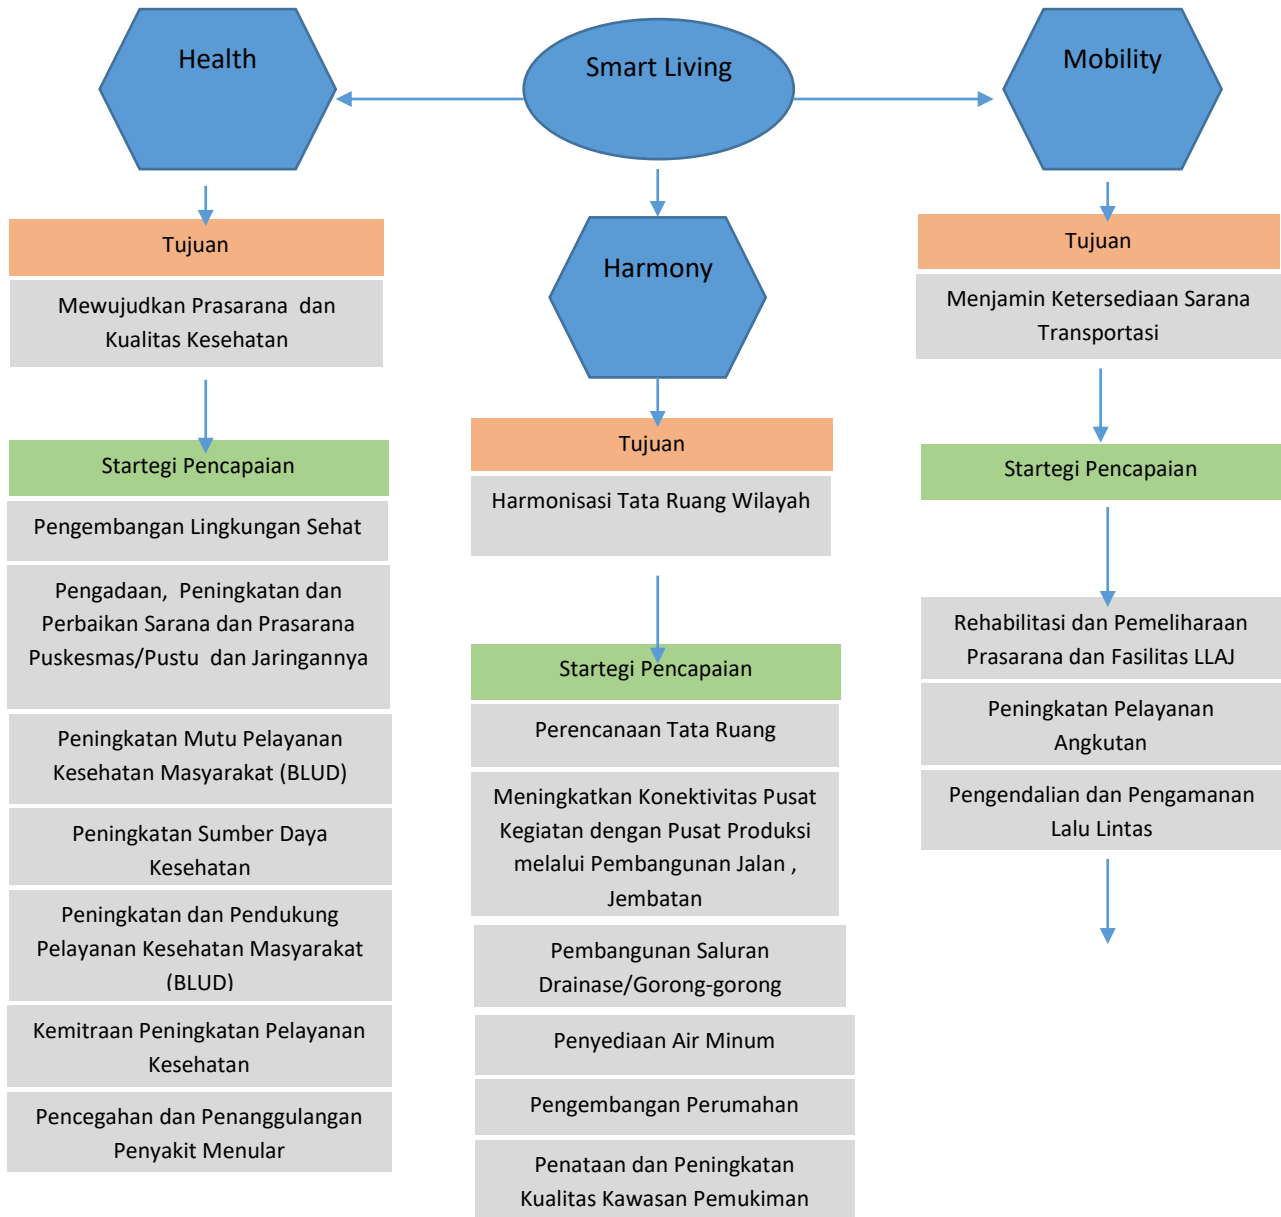 Health
Smart Living
Mobility
Tujuan
Mewujudkan Prasarana  dan
Kualitas Kesehatan
Startegi Pencapaian
Pengembangan Lingkungan Sehat
Pengadaan,  Peningkatan dan
Perbaikan Sarana dan Prasarana
Puskesmas/Pustu  dan Jaringannya
Peningkatan Mutu Pelayanan
Kesehatan Masyarakat (BLUD)
Peningkatan Sumber Daya
Kesehatan
Peningkatan dan Pendukung
Pelayanan Kesehatan Masyarakat
(BLUD)
Kemitraan Peningkatan Pelayanan
Kesehatan
Pencegahan dan Penanggulangan
Penyakit Menular
Harmony
Tujuan
Harmonisasi Tata Ruang Wilayah
Startegi Pencapaian
Perencanaan Tata Ruang
Meningkatkan Konektivitas Pusat
Kegiatan dengan Pusat Produksi
melalui Pembangunan Jalan ,
Jembatan
Pembangunan Saluran
Drainase/Gorong-gorong
Penyediaan Air Minum
Pengembangan Perumahan
Penataan dan Peningkatan
Kualitas Kawasan Pemukiman
Tujuan
Menjamin Ketersediaan Sarana
Transportasi
Startegi Pencapaian
Rehabilitasi dan Pemeliharaan
Prasarana dan Fasilitas LLAJ
Peningkatan Pelayanan
Angkutan
Pengendalian dan Pengamanan
Lalu Lintas